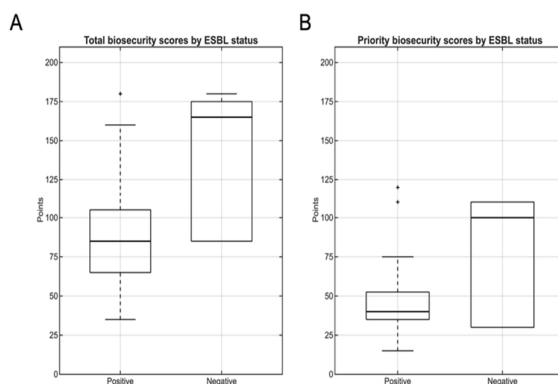 A
B
Total biosecurity scores by ESBL status
Priority biosecurity scores by ESBL status
200
175
150
125
100
75
50
25
0
Points
Positive
Negative
200
175
150
125
100
75
50
25
0
Points
Positive
Negative